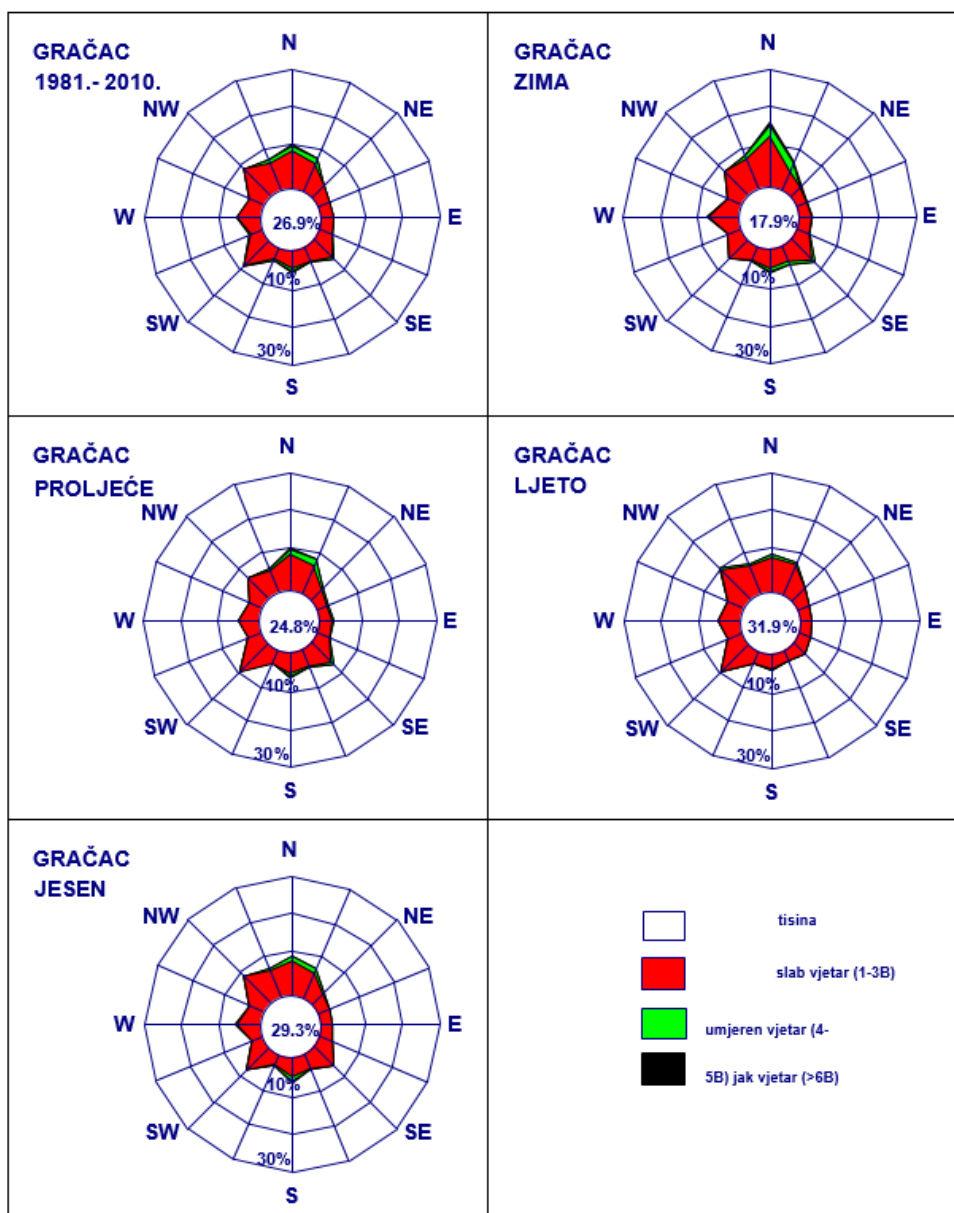 GRAČAC
1981.- 2010.
N
NE
E
SE
S
SW
W
NW
26.9%
10%
30%
GRAČAC
ZIMA
N
NE
E
SE
S
SW
W
NW
17.9%
10%
30%
GRAČAC
PROLJEĆE
N
NE
E
SE
S
SW
W
NW
24.8%
10%
30%
GRAČAC
LJETO
N
NE
E
SE
S
SW
W
NW
31.9%
10%
30%
GRAČAC
JESEN
N
NE
E
SE
S
SW
W
NW
29.3%
10%
30%
tisina
slab vjetar (1-3B)
umjeren vjetar (4-
5B) jak vjetar (>6B)